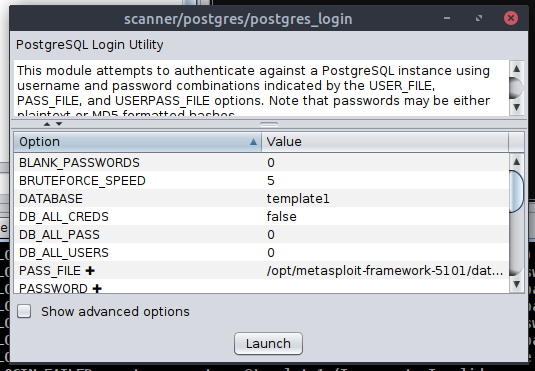 scanner/postgres/postgres_login
PostgreSQL Login Utility
This module attempts to authenticate against a PostgreSQL instance using
username and password combinations indicated by the USER_FILE,
PASS_FILE, and USERPASS_FILE options. Note that passwords may be either
plaintext or MD5 formatted hashes
Option Value
BLANK_PASSWORDS 0
BRUTEFORCE_SPEED 5
DATABASE template1
DB_ALL_CREDS false
DB_ALL_PASS 0
DB_ALL_USERS 0
PASS_FILE + /opt/metasploit-framework-5101/dat...
PASSWORD +
Show advanced options
Launch